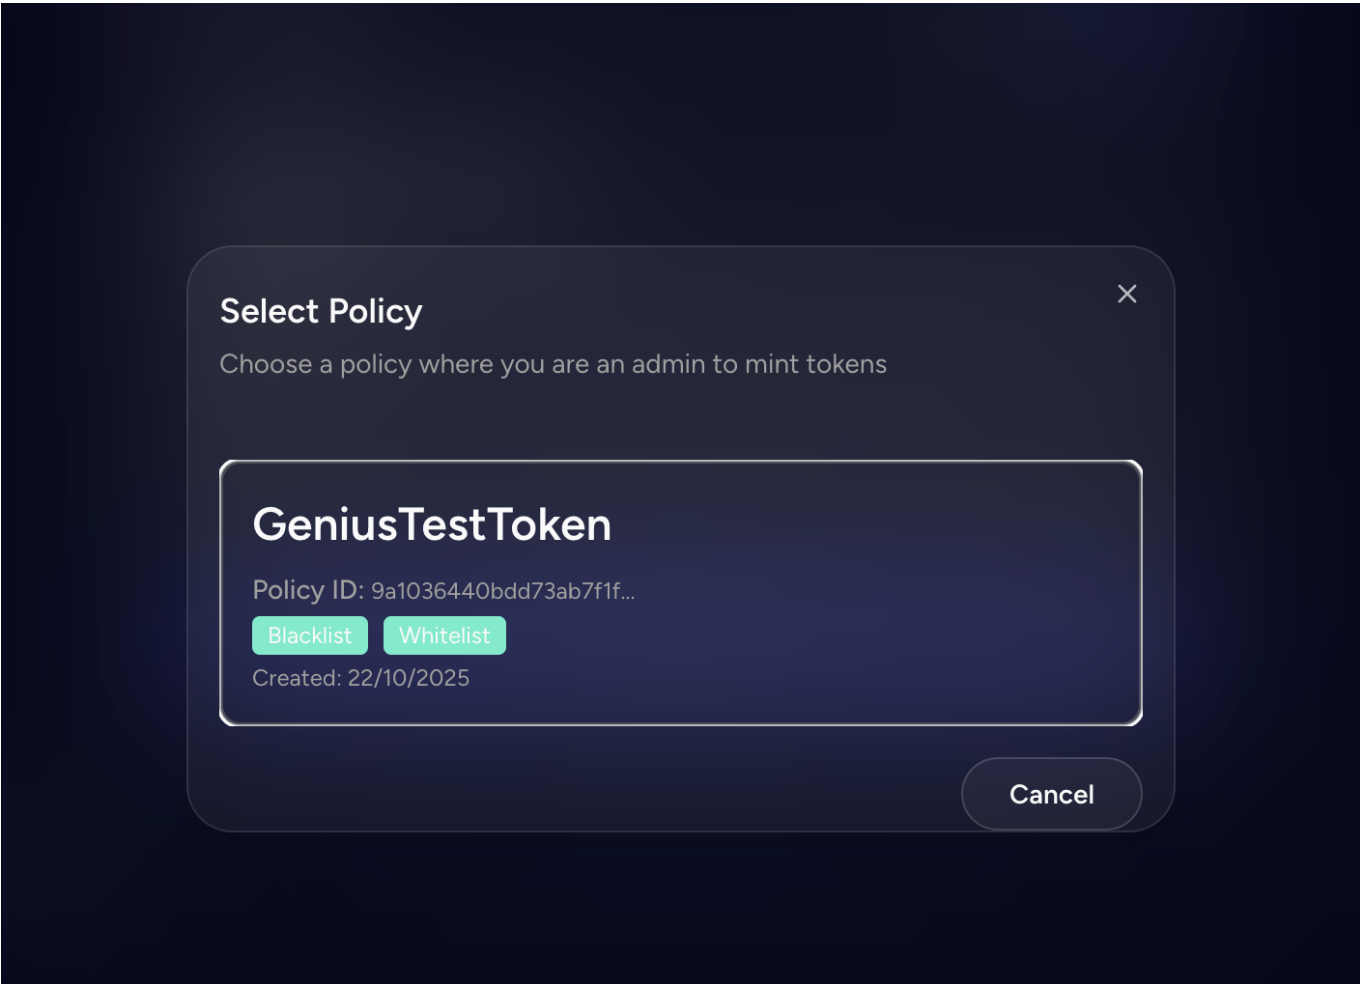 Select Policy
Choose a policy where you are an admin to mint tokens
GeniusTestToken
Policy ID: 9a1036440bdd73ab7f1f...
Blacklist Whitelist
Created: 22/10/2025
Cancel